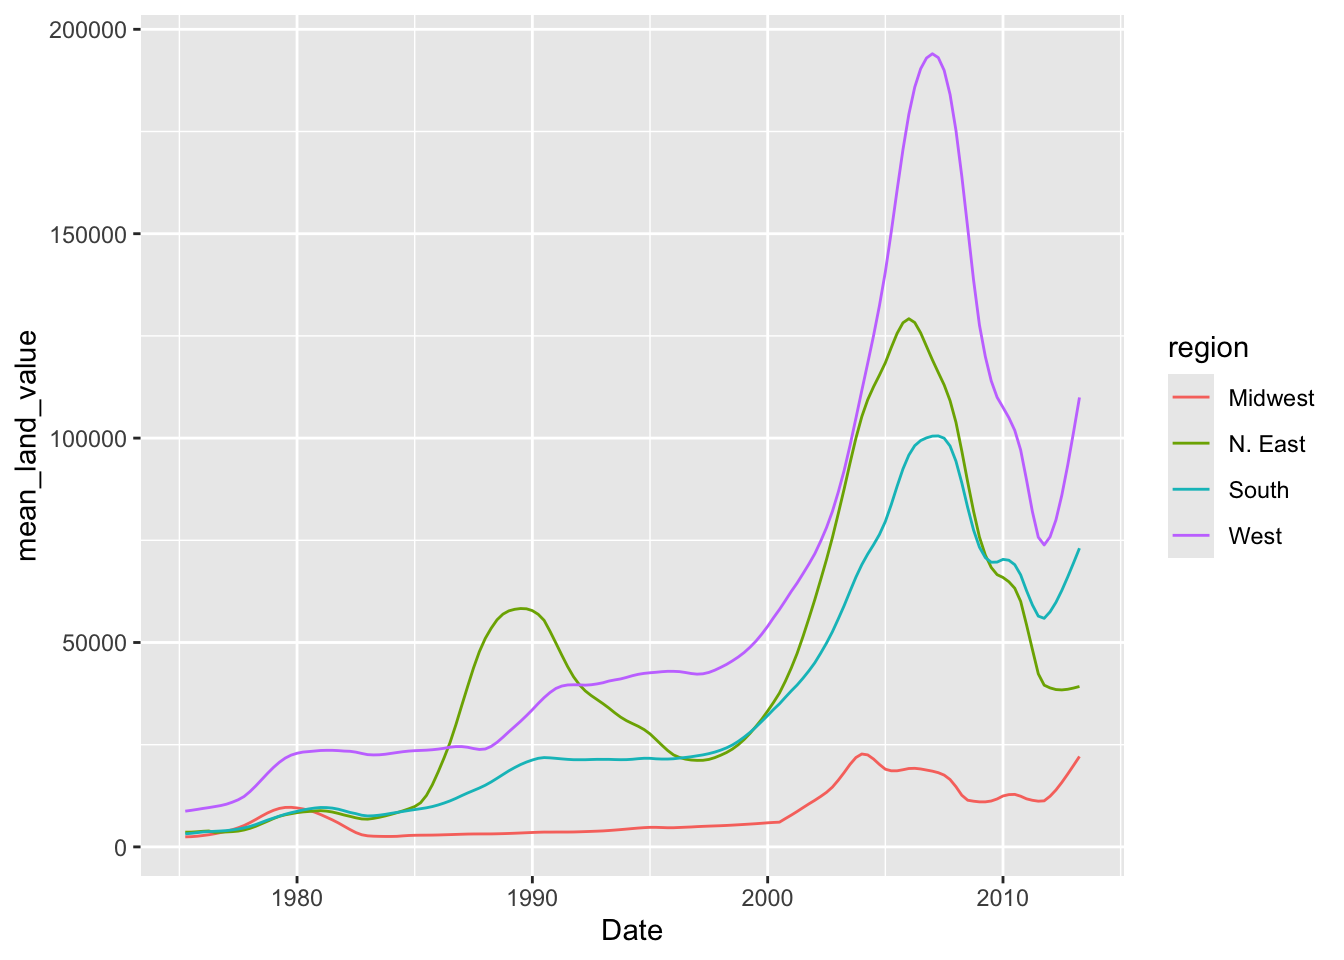 200000
150000
100000
50000
0
mean_land_value
1980
1990
2000
2010
Date
region
Midwest
N. East
South
West